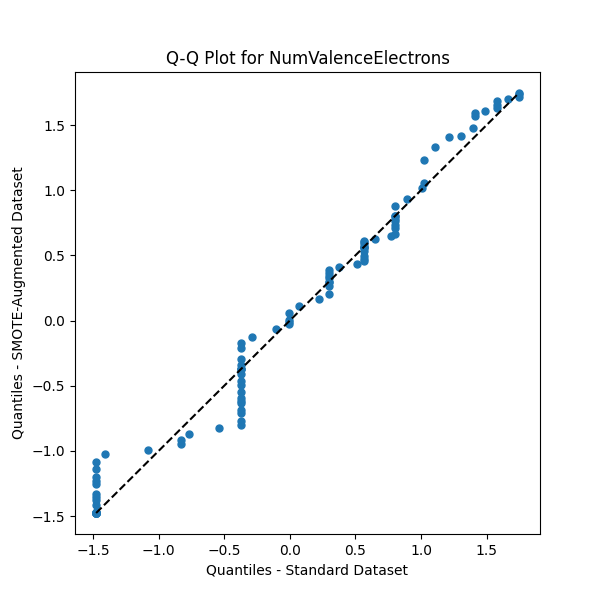 Q-Q Plot for NumValenceElectrons
Quantiles - SMOTE-Augmented Dataset
1.5
1.0
0.5
0.0
−0.5
−1.0
−1.5
−1.5 −1.0 −0.5 0.0 0.5 1.0 1.5
Quantiles - Standard Dataset